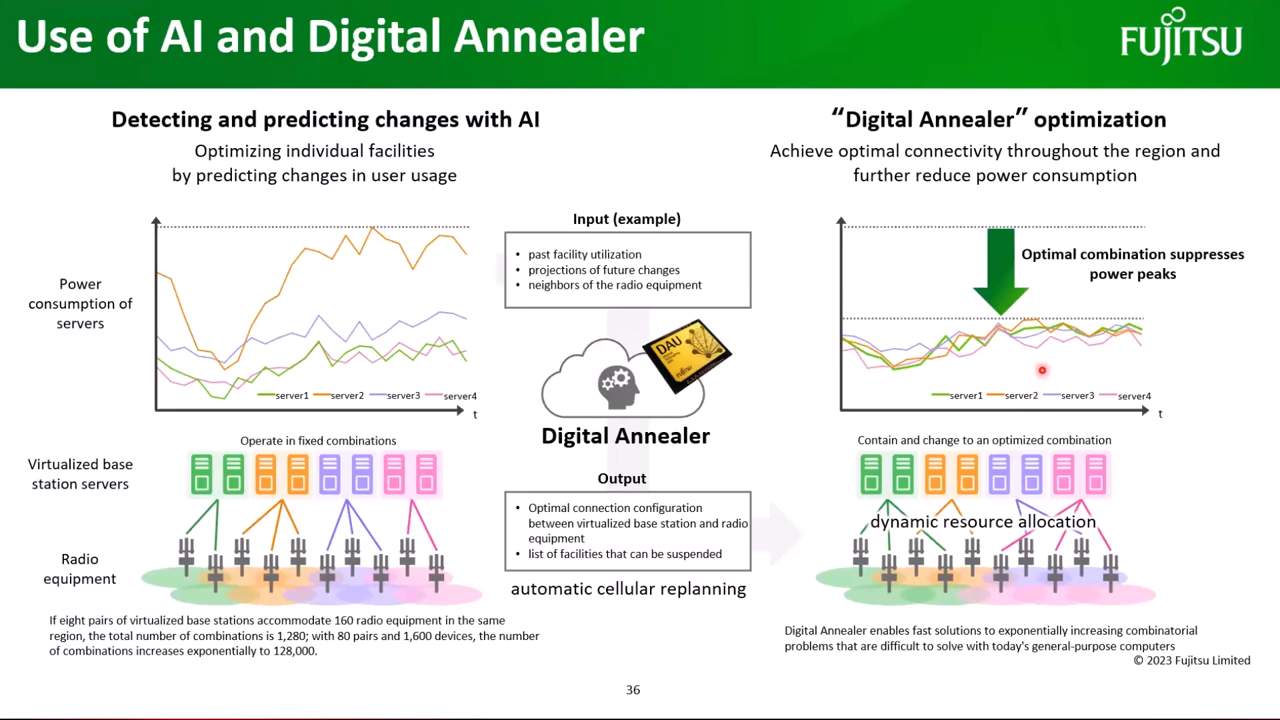 Use of AI and Digital Annealer
FUJITSU
Detecting and predicting changes with AI
Optimizing individual facilities
by predicting changes in user usage
Power
consumption of
servers
server1 server2 server3 server4
t
Operate in fixed combinations
Virtualized base
station servers
Radio
equipment
If eight pairs of virtualized base stations accommodate 160 radio equipment in the same
region, the total number of combinations is 1,280; with 80 pairs and 1,600 devices, the number
of combinations increases exponentially to 128,000.
Input (example)
• past facility utilization
• projections of future changes
• neighbors of the radio equipment
DAU
FUJITSU
Digital Annealer
Output
• Optimal connection configuration
between virtualized base station and radio
equipment
• list of facilities that can be suspended
automatic cellular replanning
“Digital Annealer” optimization
Achieve optimal connectivity throughout the region and
further reduce power consumption
Optimal combination suppresses
power peaks
server1 server2 server3 server4
t
Contain and change to an optimized combination
dynamic resource allocation
Digital Annealer enables fast solutions to exponentially increasing combinatorial
problems that are difficult to solve with today's general-purpose computers
© 2023 Fujitsu Limited
36